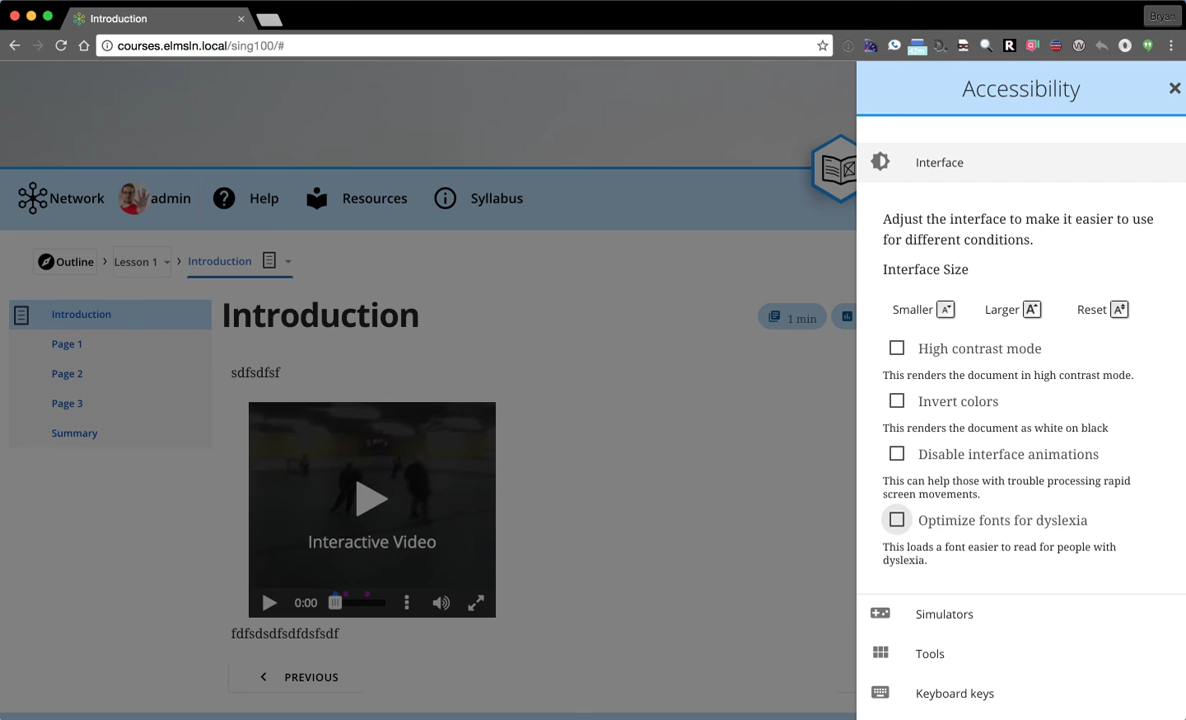 Introduction
Bryan
courses.elmsln.local/sing100/#
Accessibility
Interface
Network
admin
Help
Resources
Syllabus
Outline
Lesson 1
Introduction
Introduction
Page 1
Page 2
Page 3
Summary
Introduction
1 min
sdfsdfsf
Interactive Video
0:00
fdfsdsdfsdfdsfsdf
PREVIOUS
Adjust the interface to make it easier to use
for different conditions.
Interface Size
Smaller
Larger
Reset
High contrast mode
This renders the document in high contrast mode.
Invert colors
This renders the document as white on black
Disable interface animations
This can help those with trouble processing rapid
screen movements.
Optimize fonts for dyslexia
This loads a font easier to read for people with
dyslexia.
Simulators
Tools
Keyboard keys